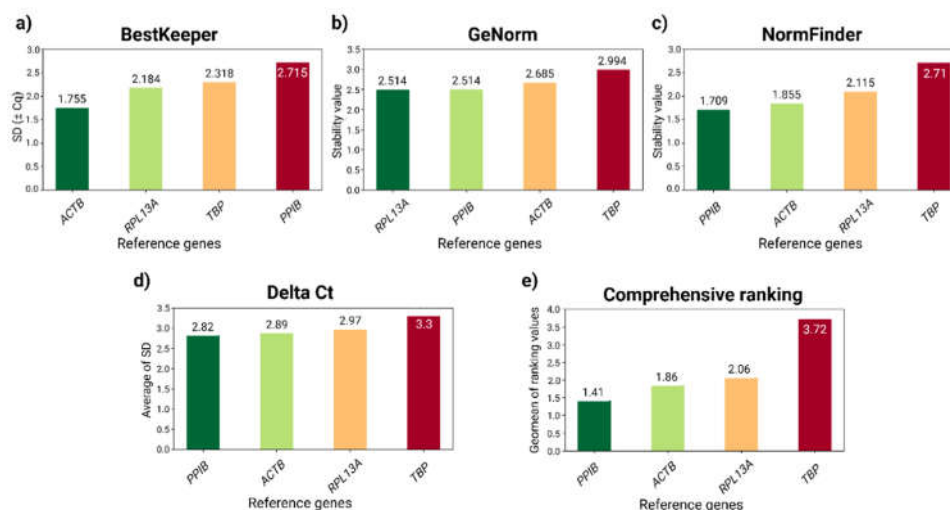 a)
BestKeeper
SD (± Cq)
3.0
2.5
2.0
1.5
1.0
0.5
0.0
1.755
2.184
2.318
2.715
ACTB
RPL13A
TBP
PPIB
Reference genes
b)
GeNorm
Stability value
3.5
3.0
2.5
2.0
1.5
1.0
0.5
0.0
2.514
2.514
2.685
2.994
RPL13A
PPIB
ACTB
TBP
Reference genes
c)
NormFinder
Stability value
3.0
2.5
2.0
1.5
1.0
0.5
0.0
1.709
1.855
2.115
2.71
PPIB
ACTB
RPL13A
TBP
Reference genes
d)
Delta Ct
Average of SD
3.5
3.0
2.5
2.0
1.5
1.0
0.5
0.0
2.82
2.89
2.97
3.3
PPIB
ACTB
RPL13A
TBP
Reference genes
e)
Comprehensive ranking
Geomean of ranking values
4.0
3.5
3.0
2.5
2.0
1.5
1.0
0.5
0.0
1.41
1.86
2.06
3.72
PPIB
ACTB
RPL13A
TBP
Reference genes